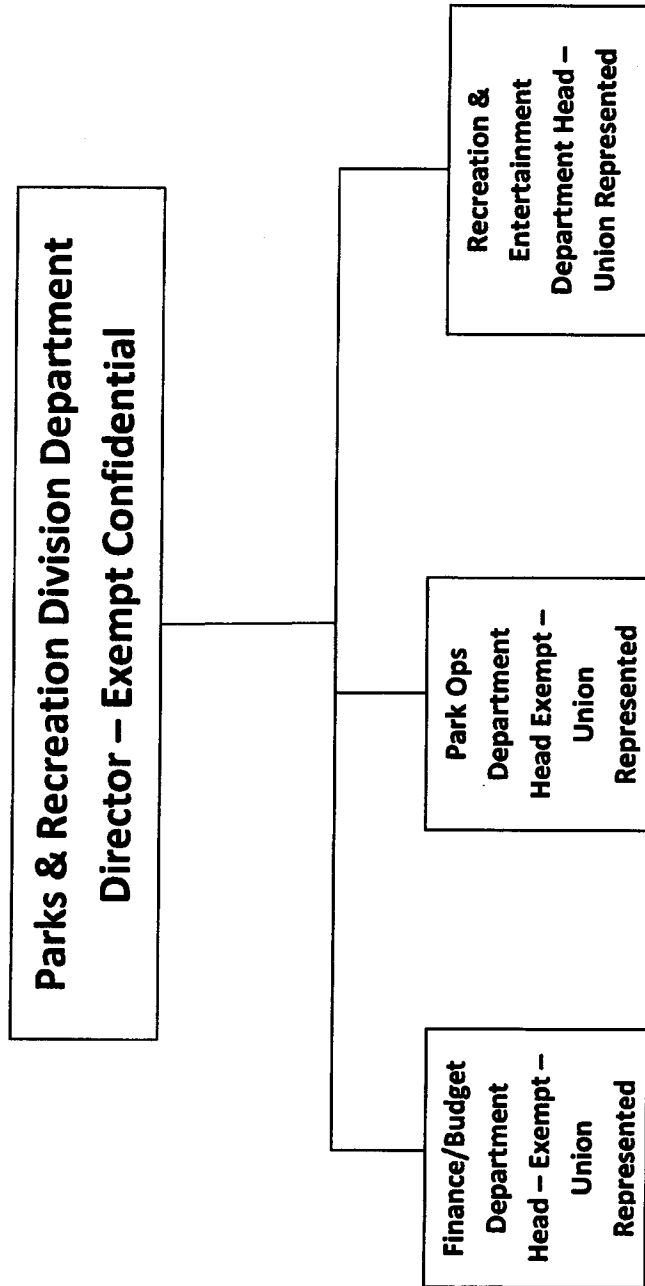 Parks & Recreation Division Department
Director – Exempt Confidential
Finance/Budget
Department
Head – Exempt –
Union
Represented
Park Ops
Department
Head Exempt –
Union
Represented
Recreation &
Entertainment
Department Head –
Union Represented